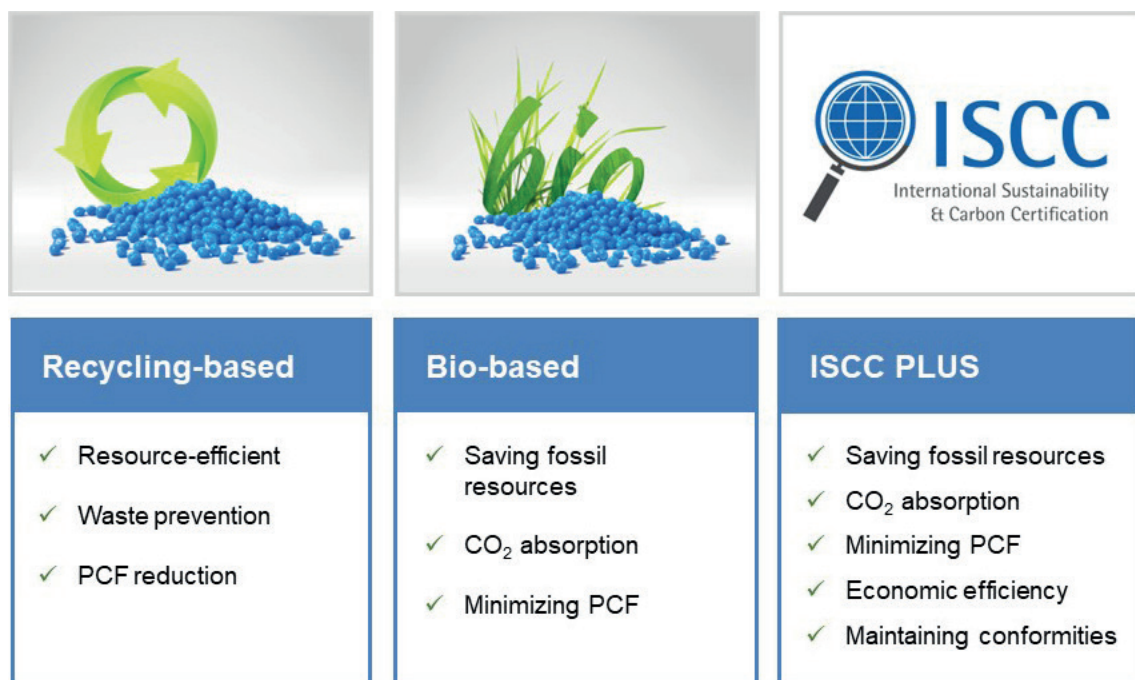 bio
ISCC
International Sustainability
& Carbon Certification
Recycling-based
✓ Resource-efficient
✓ Waste prevention
✓ PCF reduction
Bio-based
✓ Saving fossil
resources
✓ CO₂ absorption
✓ Minimizing PCF
ISCC PLUS
✓ Saving fossil resources
✓ CO₂ absorption
✓ Minimizing PCF
✓ Economic efficiency
✓ Maintaining conformities